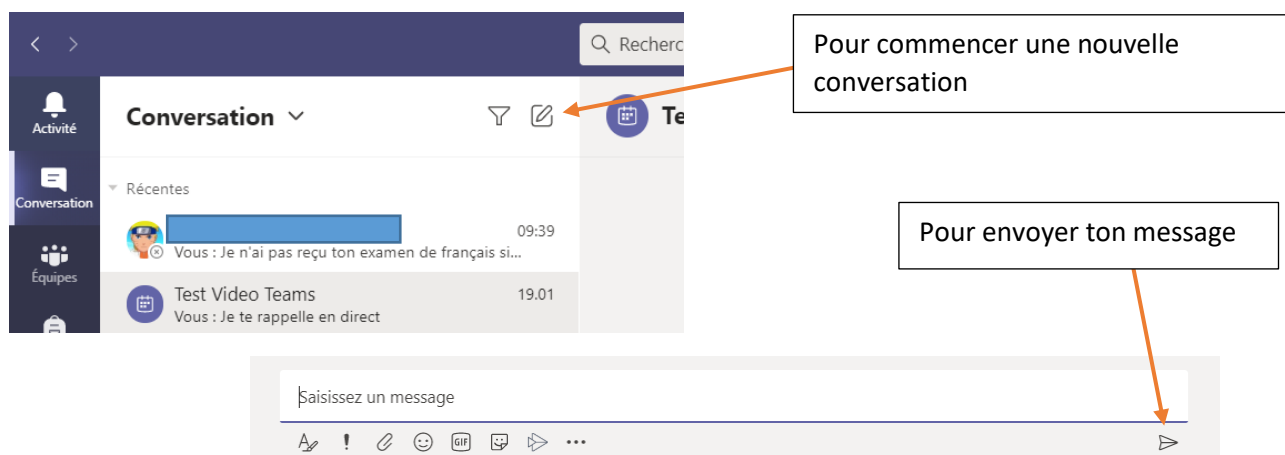 Recherc
Pour commencer une nouvelle
conversation
Activité
Conversation
Te
Conversation
Récentes
09:39
Vous : Je n'ai pas reçu ton examen de français si...
Équipes
Test Video Teams
19.01
Vous : Je te rappelle en direct
Pour envoyer ton message
Saisissez un message
GIF